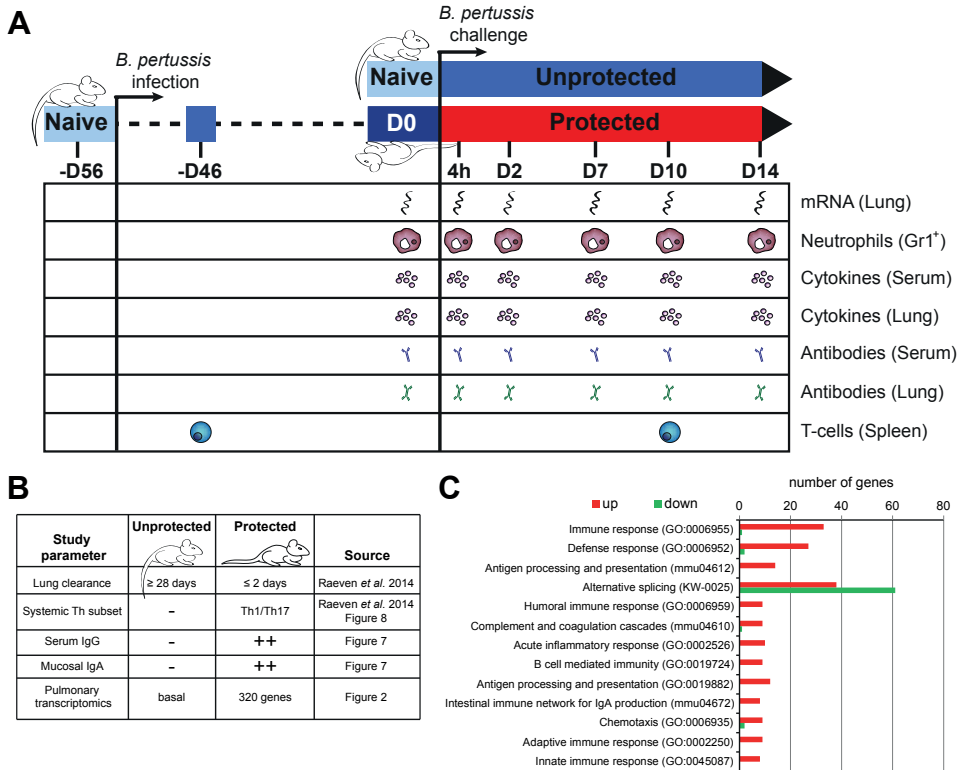 A
B. pertussis
infection
B. pertussis
challenge
Naive
Unprotected
Naive
D0
Protected
-D56
-D46
4h
D2
D7
D10
D14
mRNA (Lung)
Neutrophils (Gr1⁺)
Cytokines (Serum)
Cytokines (Lung)
Antibodies (Serum)
Antibodies (Lung)
T-cells (Spleen)
B
Study
parameter
Unprotected
Protected
Source
Lung clearance
≥ 28 days
≤ 2 days
Raeven et al. 2014
Systemic Th subset
-
Th1/Th17
Raeven et al. 2014
Figure 8
Serum IgG
-
++
Figure 7
Mucosal IgA
-
++
Figure 7
Pulmonary
transcriptomics
basal
320 genes
Figure 2
C
number of genes
up
down
0
20
40
60
80
Immune response (GO:0006955)
Defense response (GO:0006952)
Antigen processing and presentation (mmu04612)
Alternative splicing (KW-0025)
Humoral immune response (GO:0006959)
Complement and coagulation cascades (mmu04610)
Acute inflammatory response (GO:0002526)
B cell mediated immunity (GO:0019724)
Antigen processing and presentation (GO:0019882)
Intestinal immune network for IgA production (mmu04672)
Chemotaxis (GO:0006935)
Adaptive immune response (GO:0002250)
Innate immune response (GO:0045087)